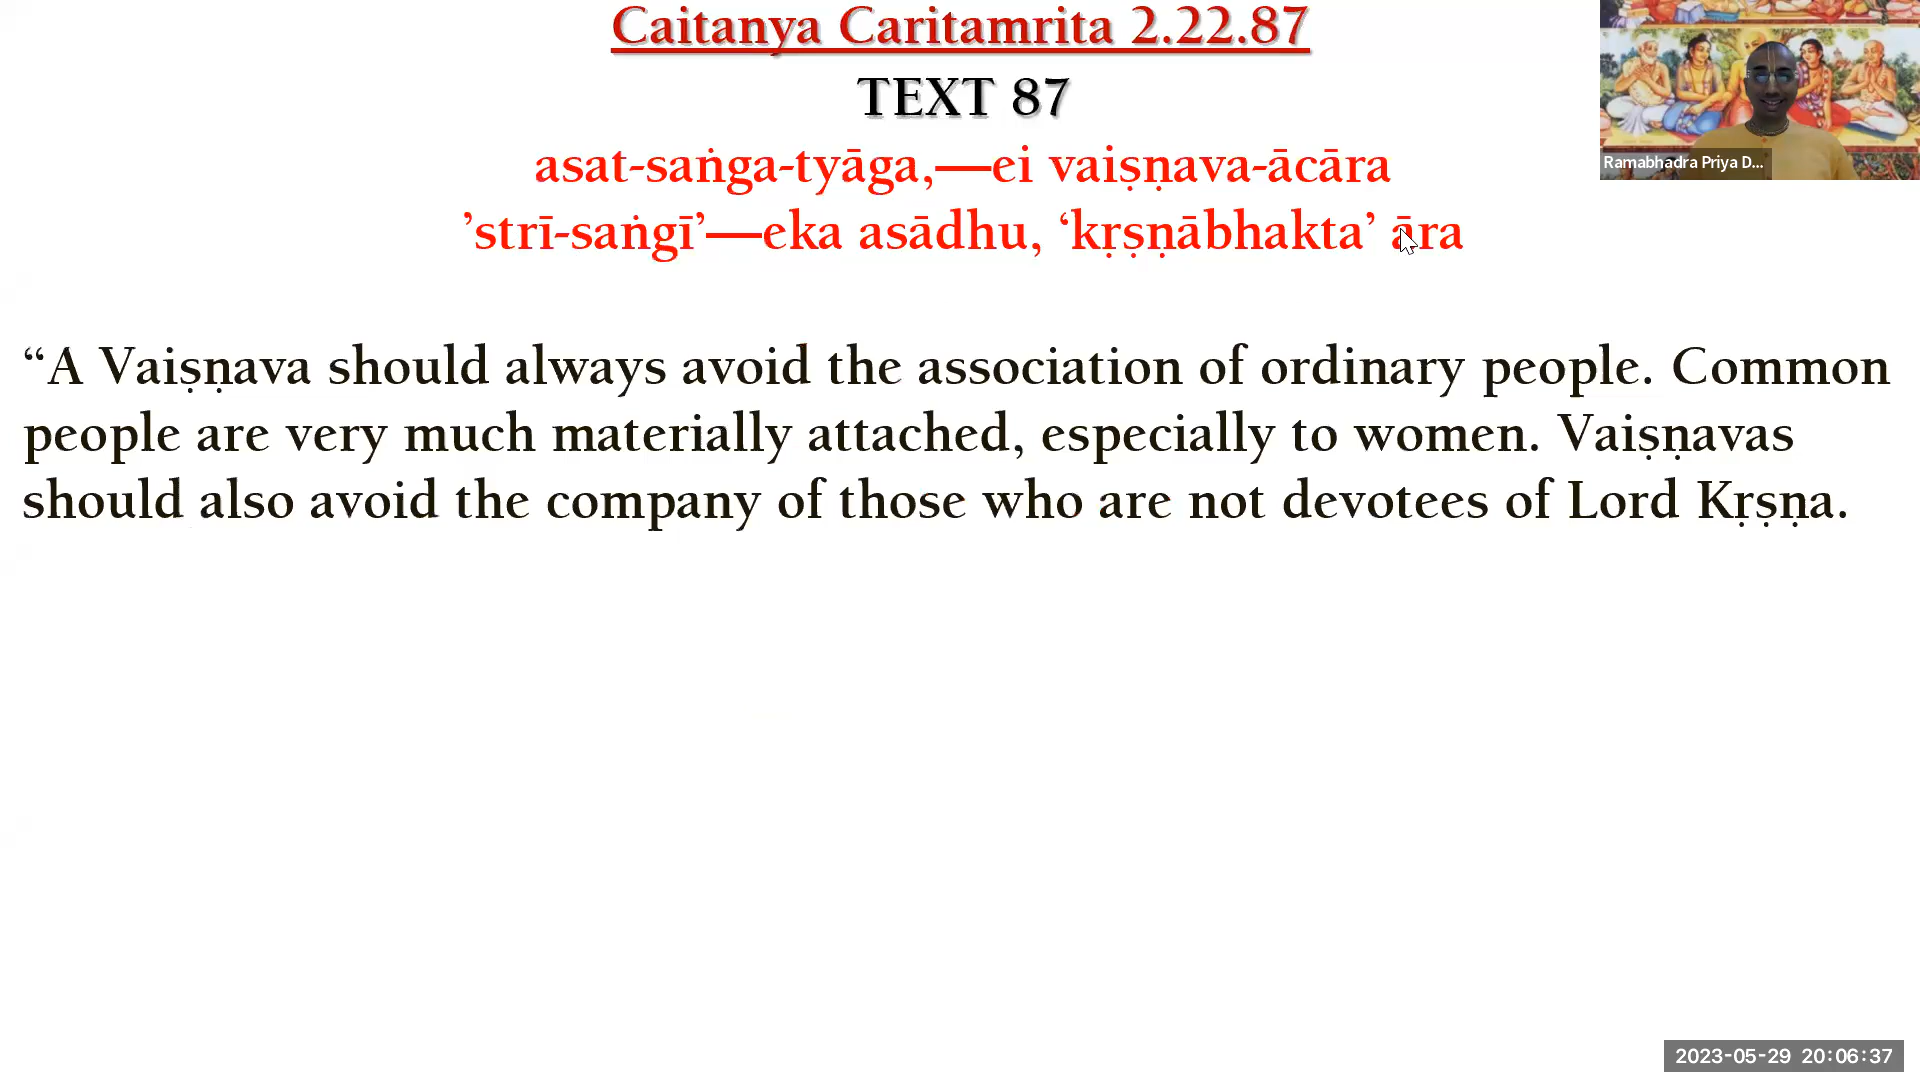 Caitanya Caritamrita 2.22.87
TEXT 87
asat-saṅga-tyāga,—ei vaiṣṇava-ācāra
’strī-saṅgī’—eka asādhu, ‘kṛṣṇābhakta’ āra
“A Vaiṣṇava should always avoid the association of ordinary people. Common
people are very much materially attached, especially to women. Vaiṣṇavas
should also avoid the company of those who are not devotees of Lord Kṛṣṇa.
Ramabhadra Priya D...
2023-05-29 20:06:37